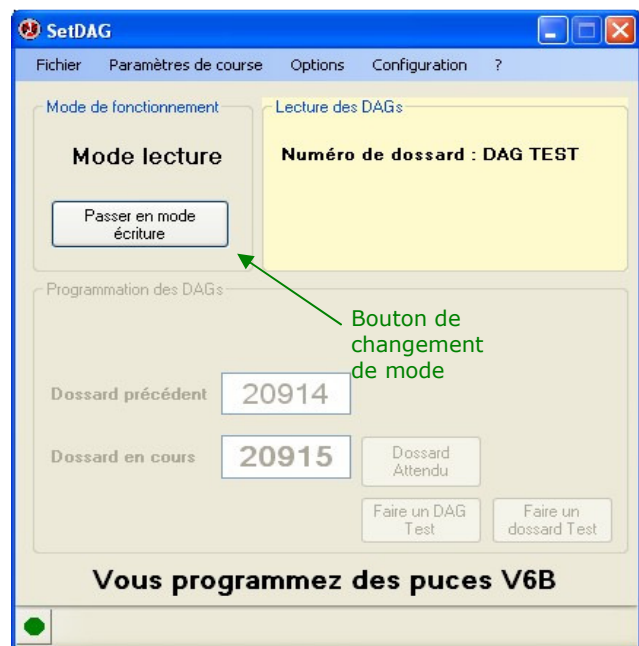 SetDAG
Fichier Paramètres de course Options Configuration ?
Mode de fonctionnement
Mode lecture
Passer en mode
écriture
Lecture des DAGs
Numéro de dossard : DAG TEST
Programmation des DAGs
Bouton de
changement
de mode
Dossard précédent 20914
Dossard en cours 20915
Dossard
Attendu
Faire un DAG
Test
Faire un
dossard Test
Vous programmez des puces V6B